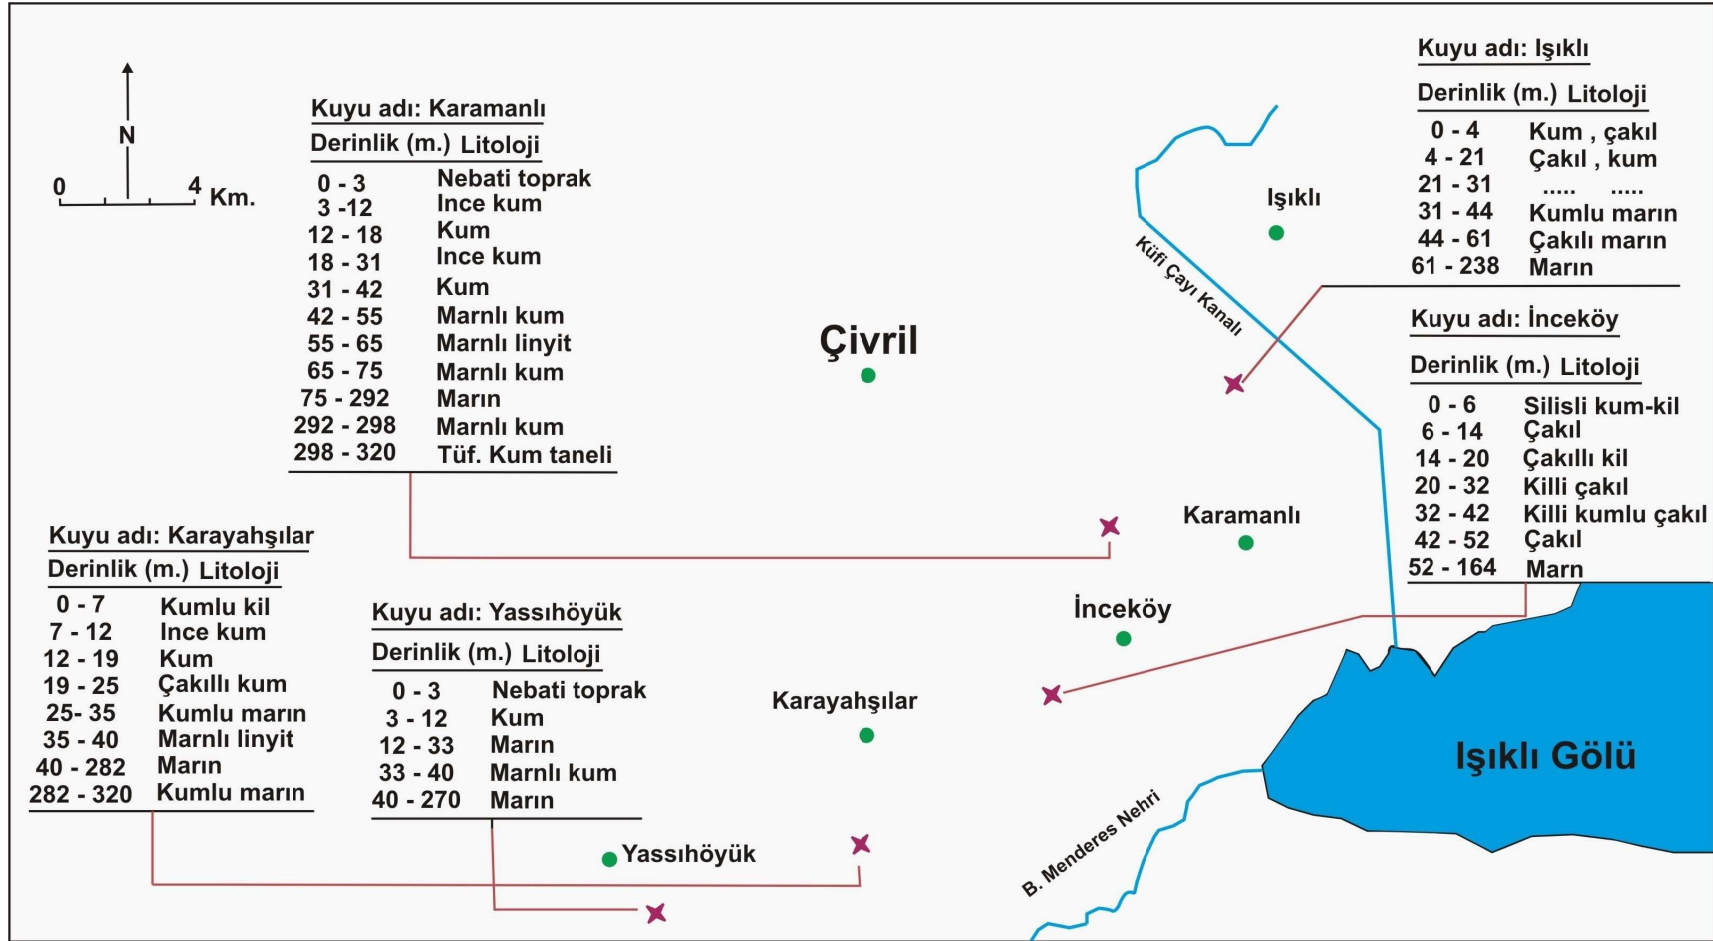 N
0 4 Km.
Kuyu adı: Karamanlı
Derinlik (m.) Litoloji
0 - 3 Nebati toprak
3 -12 Ince kum
12 - 18 Kum
18 - 31 Ince kum
31 - 42 Kum
42 - 55 Marnlı kum
55 - 65 Marnlı linyit
65 - 75 Marnlı kum
75 - 292 Marın
292 - 298 Marnlı kum
298 - 320 Tüf. Kum taneli
Kuyu adı: Işıklı
Derinlik (m.) Litoloji
0 - 4 Kum , çakıl
4 - 21 Çakıl , kum
21 - 31 ..... .....
31 - 44 Kumlu marın
44 - 61 Çakılı marın
61 - 238 Marın
Kuyu adı: İnceköy
Derinlik (m.) Litoloji
0 - 6 Silisli kum-kil
6 - 14 Çakıl
14 - 20 Çakıllı kil
20 - 32 Killi çakıl
32 - 42 Killi kumlu çakıl
42 - 52 Çakıl
52 - 164 Marn
Işıklı
Küfi Çayı Kanalı
Çivril
Karamanlı
İnceköy
Karayahşılar
Kuyu adı: Karayahşılar
Derinlik (m.) Litoloji
0 - 7 Kumlu kil
7 - 12 Ince kum
12 - 19 Kum
19 - 25 Çakıllı kum
25- 35 Kumlu marın
35 - 40 Marnlı linyit
40 - 282 Marın
282 - 320 Kumlu marın
Kuyu adı: Yassıhöyük
Derinlik (m.) Litoloji
0 - 3 Nebati toprak
3 - 12 Kum
12 - 33 Marın
33 - 40 Marnlı kum
40 - 270 Marın
Yassıhöyük
B. Menderes Nehri
Işıklı Gölü